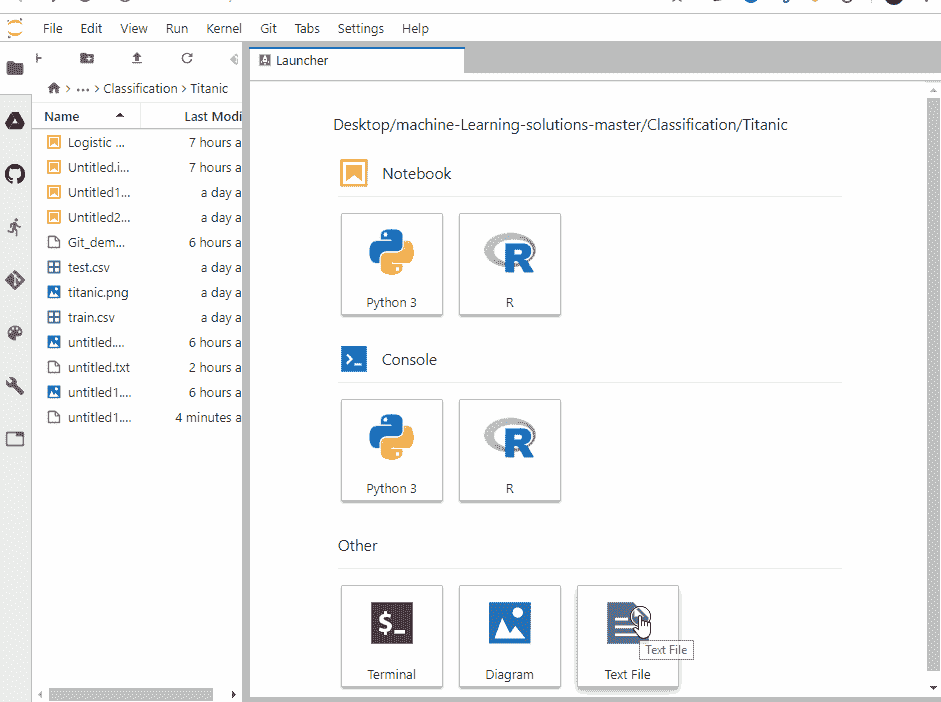 File Edit View Run Kernel Git Tabs Settings Help
Launcher
... > Classification > Titanic
Name Last Modi
Logistic ... 7 hours a
Untitled.i... 7 hours a
Untitled1... a day a
Untitled2... a day a
Git_dem... 6 hours a
test.csv a day a
titanic.png a day a
train.csv a day a
untitled.... 6 hours a
untitled.txt 2 hours a
untitled1.... 6 hours a
untitled1.... 4 minutes a
Desktop/machine-Learning-solutions-master/Classification/Titanic
Notebook
Python 3 R
Console
Python 3 R
Other
$_
Text File
Terminal Diagram Text File